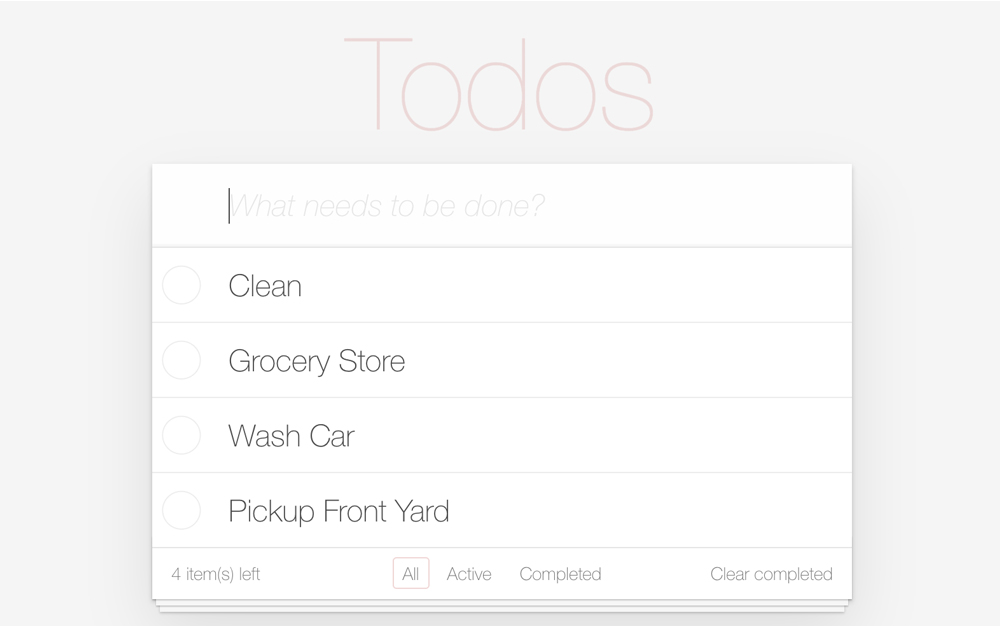 Todos
What needs to be done?
Clean
Grocery Store
Wash Car
Pickup Front Yard
4 item(s) left All Active Completed Clear completed